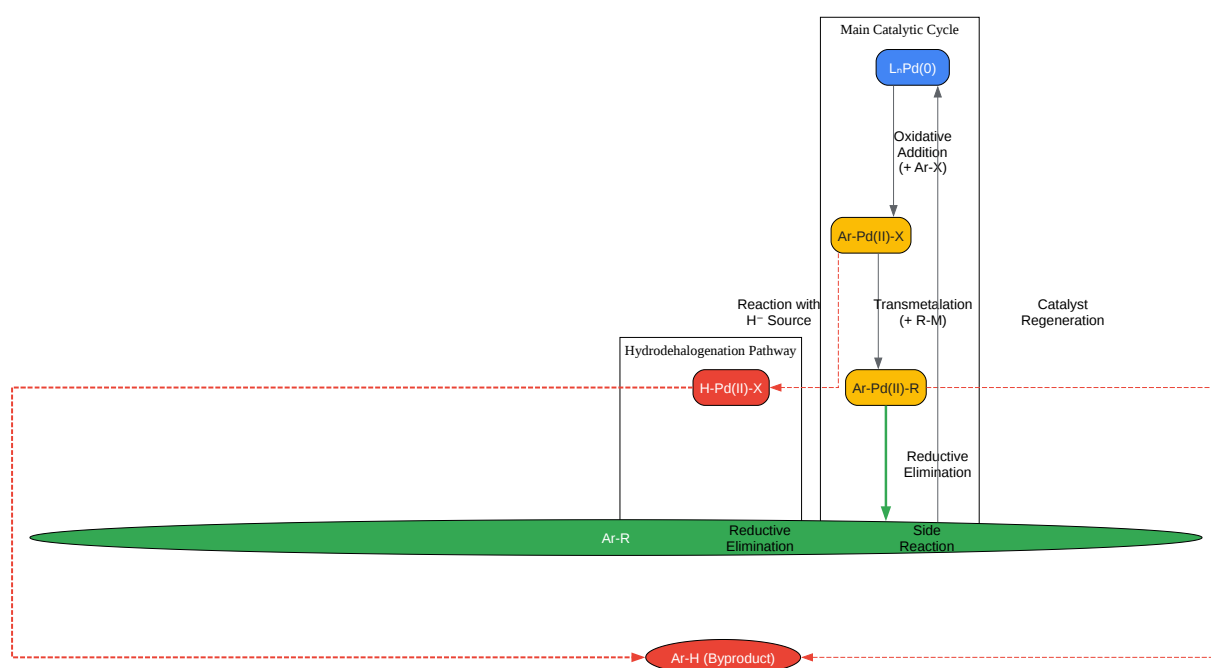 Main Catalytic Cycle
LₙPd(0)
Oxidative
Addition
(+ Ar-X)
Ar-Pd(II)-X
Reaction with
H⁻ Source
Transmetalation
(+ R-M)
Catalyst
Regeneration
Hydrodehalogenation Pathway
H-Pd(II)-X
Ar-Pd(II)-R
Reductive
Elimination
Ar-R
Reductive
Elimination
Side
Reaction
Ar-H (Byproduct)